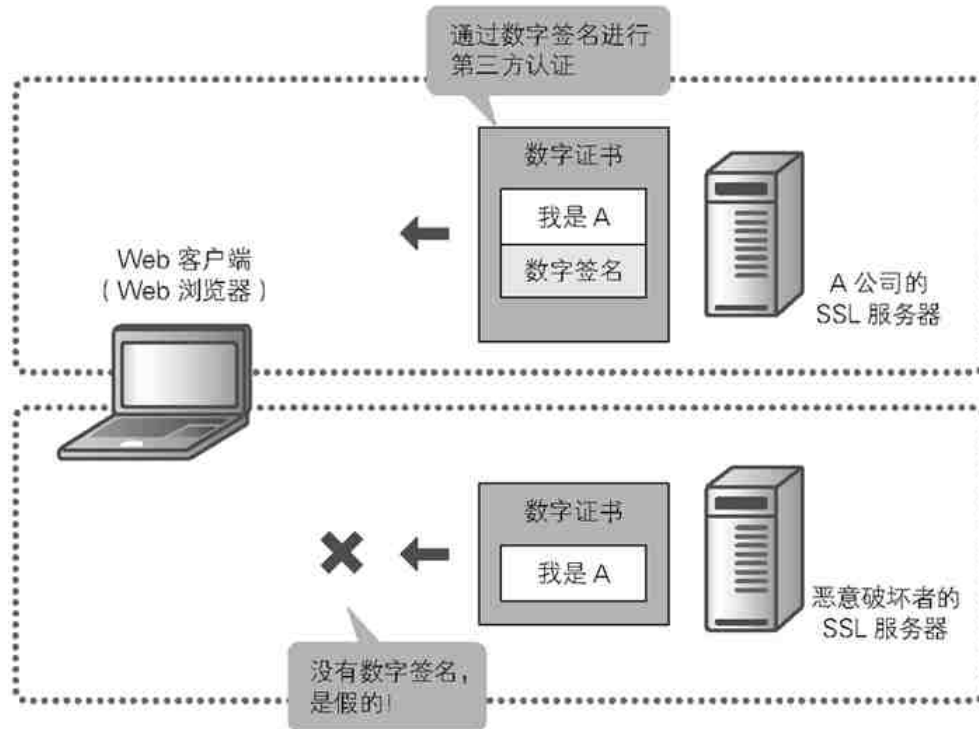 通过数字签名进行
第三方认证
数字证书
我是 A
数字签名
Web 客户端
（Web 浏览器）
A 公司的
SSL 服务器
数字证书
我是 A
恶意破坏者的
SSL 服务器
没有数字签名，
是假的！